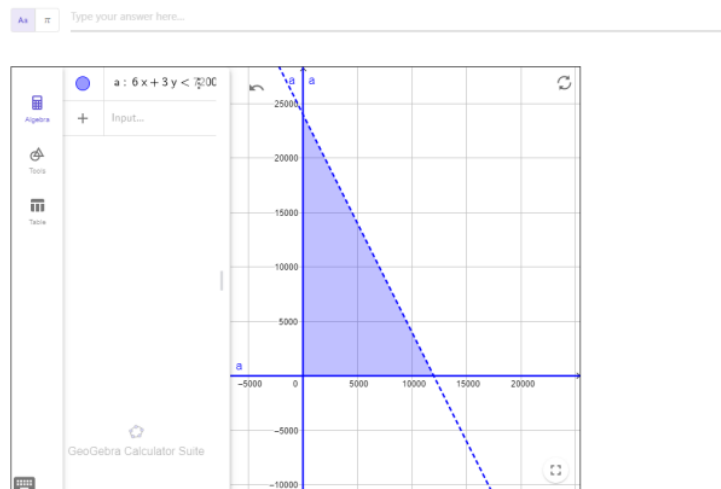 Aa π Type your answer here...
a : 6 x + 3 y <
Algebra
+ Input...
Tools
Table
GeoGebra Calculator Suite
a a
25000
20000
15000
10000
5000
a
−5000 0 5000 10000 15000 20000
−5000
−10000